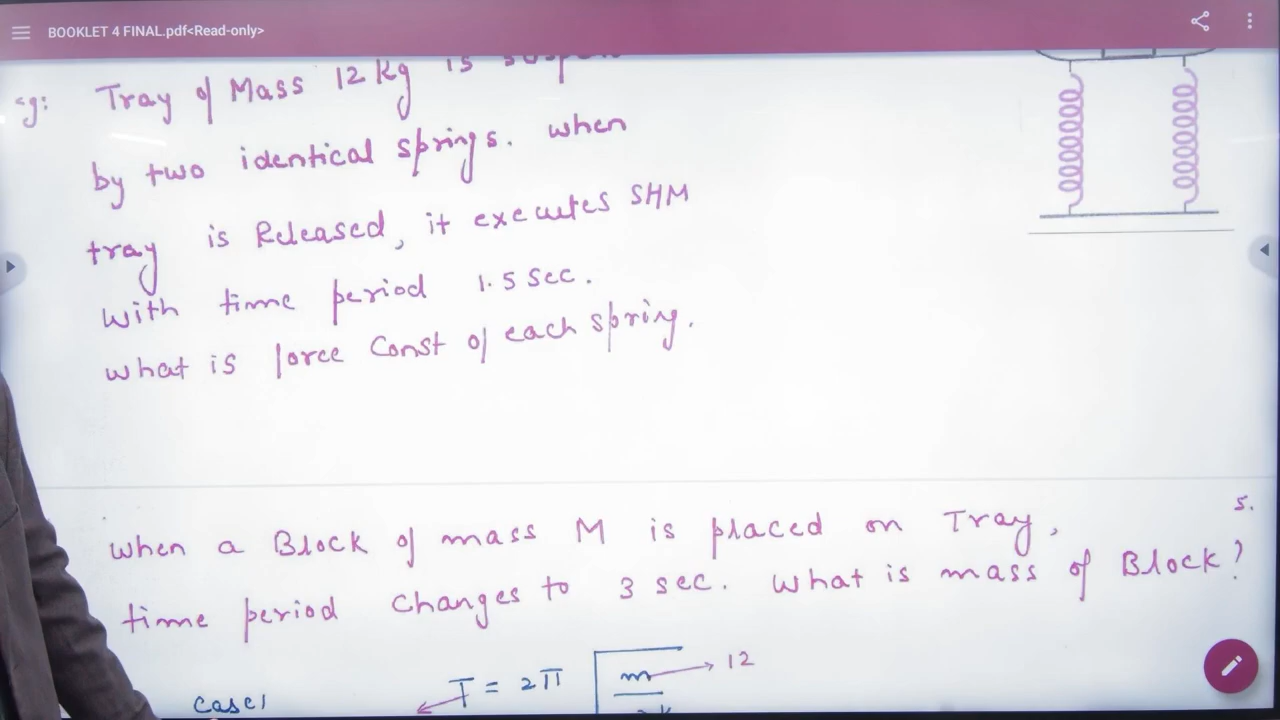 BOOKLET 4 FINAL.pdf<Read-only>
eg: Tray of Mass 12 Kg is
by two identical springs. when
tray is Released, it executes SHM
with time period 1.5 Sec.
what is force Const of each spring.
5.
when a Block of mass M is placed on Tray,
time period Changes to 3 sec. What is mass of Block?
Case1 T = 2π m 12